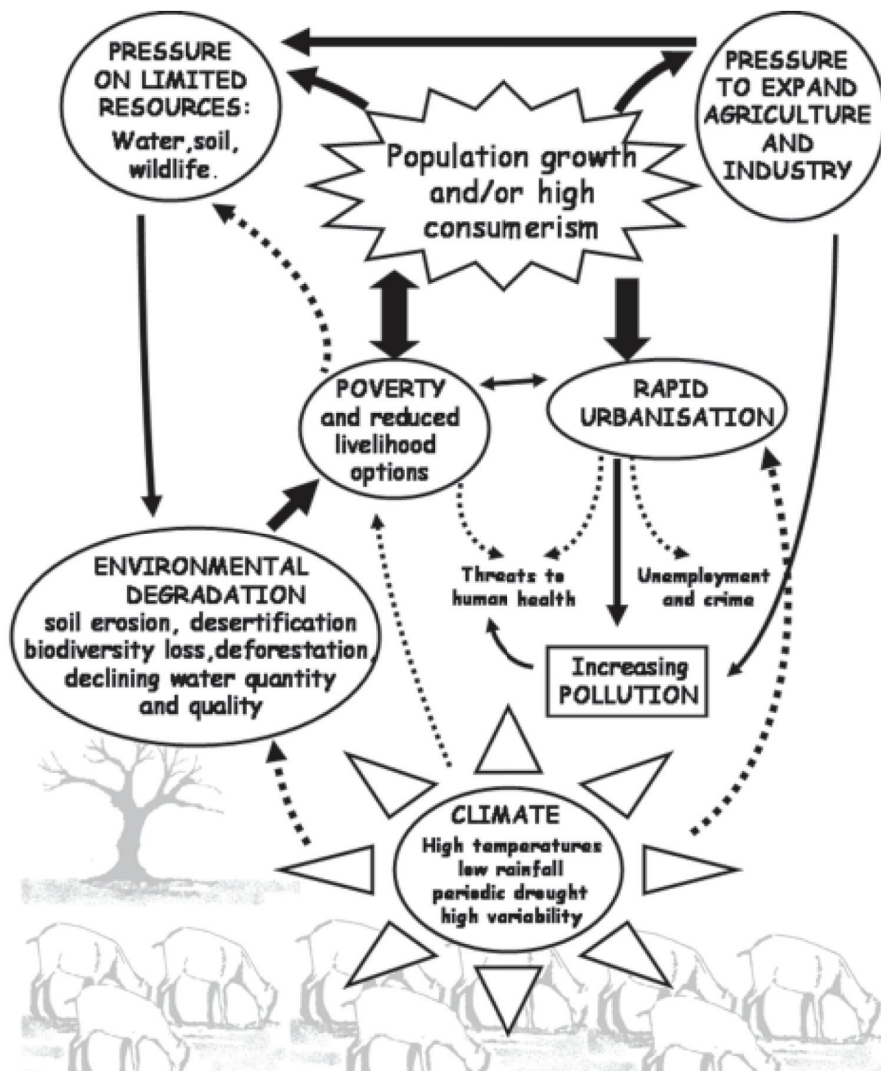 PRESSURE
ON LIMITED
RESOURCES:
Water,soil,
wildlife.
PRESSURE
TO EXPAND
AGRICULTURE
AND
INDUSTRY
Population growth
and/or high
consumerism
POVERTY
and reduced
livelihood
options
RAPID
URBANISATION
ENVIRONMENTAL
DEGRADATION
soil erosion, desertification
biodiversity loss,deforestation,
declining water quantity
and quality
Threats to
human health
Unemployment
and crime
Increasing
POLLUTION
CLIMATE
High temperatures
low rainfall
periodic drought
high variability